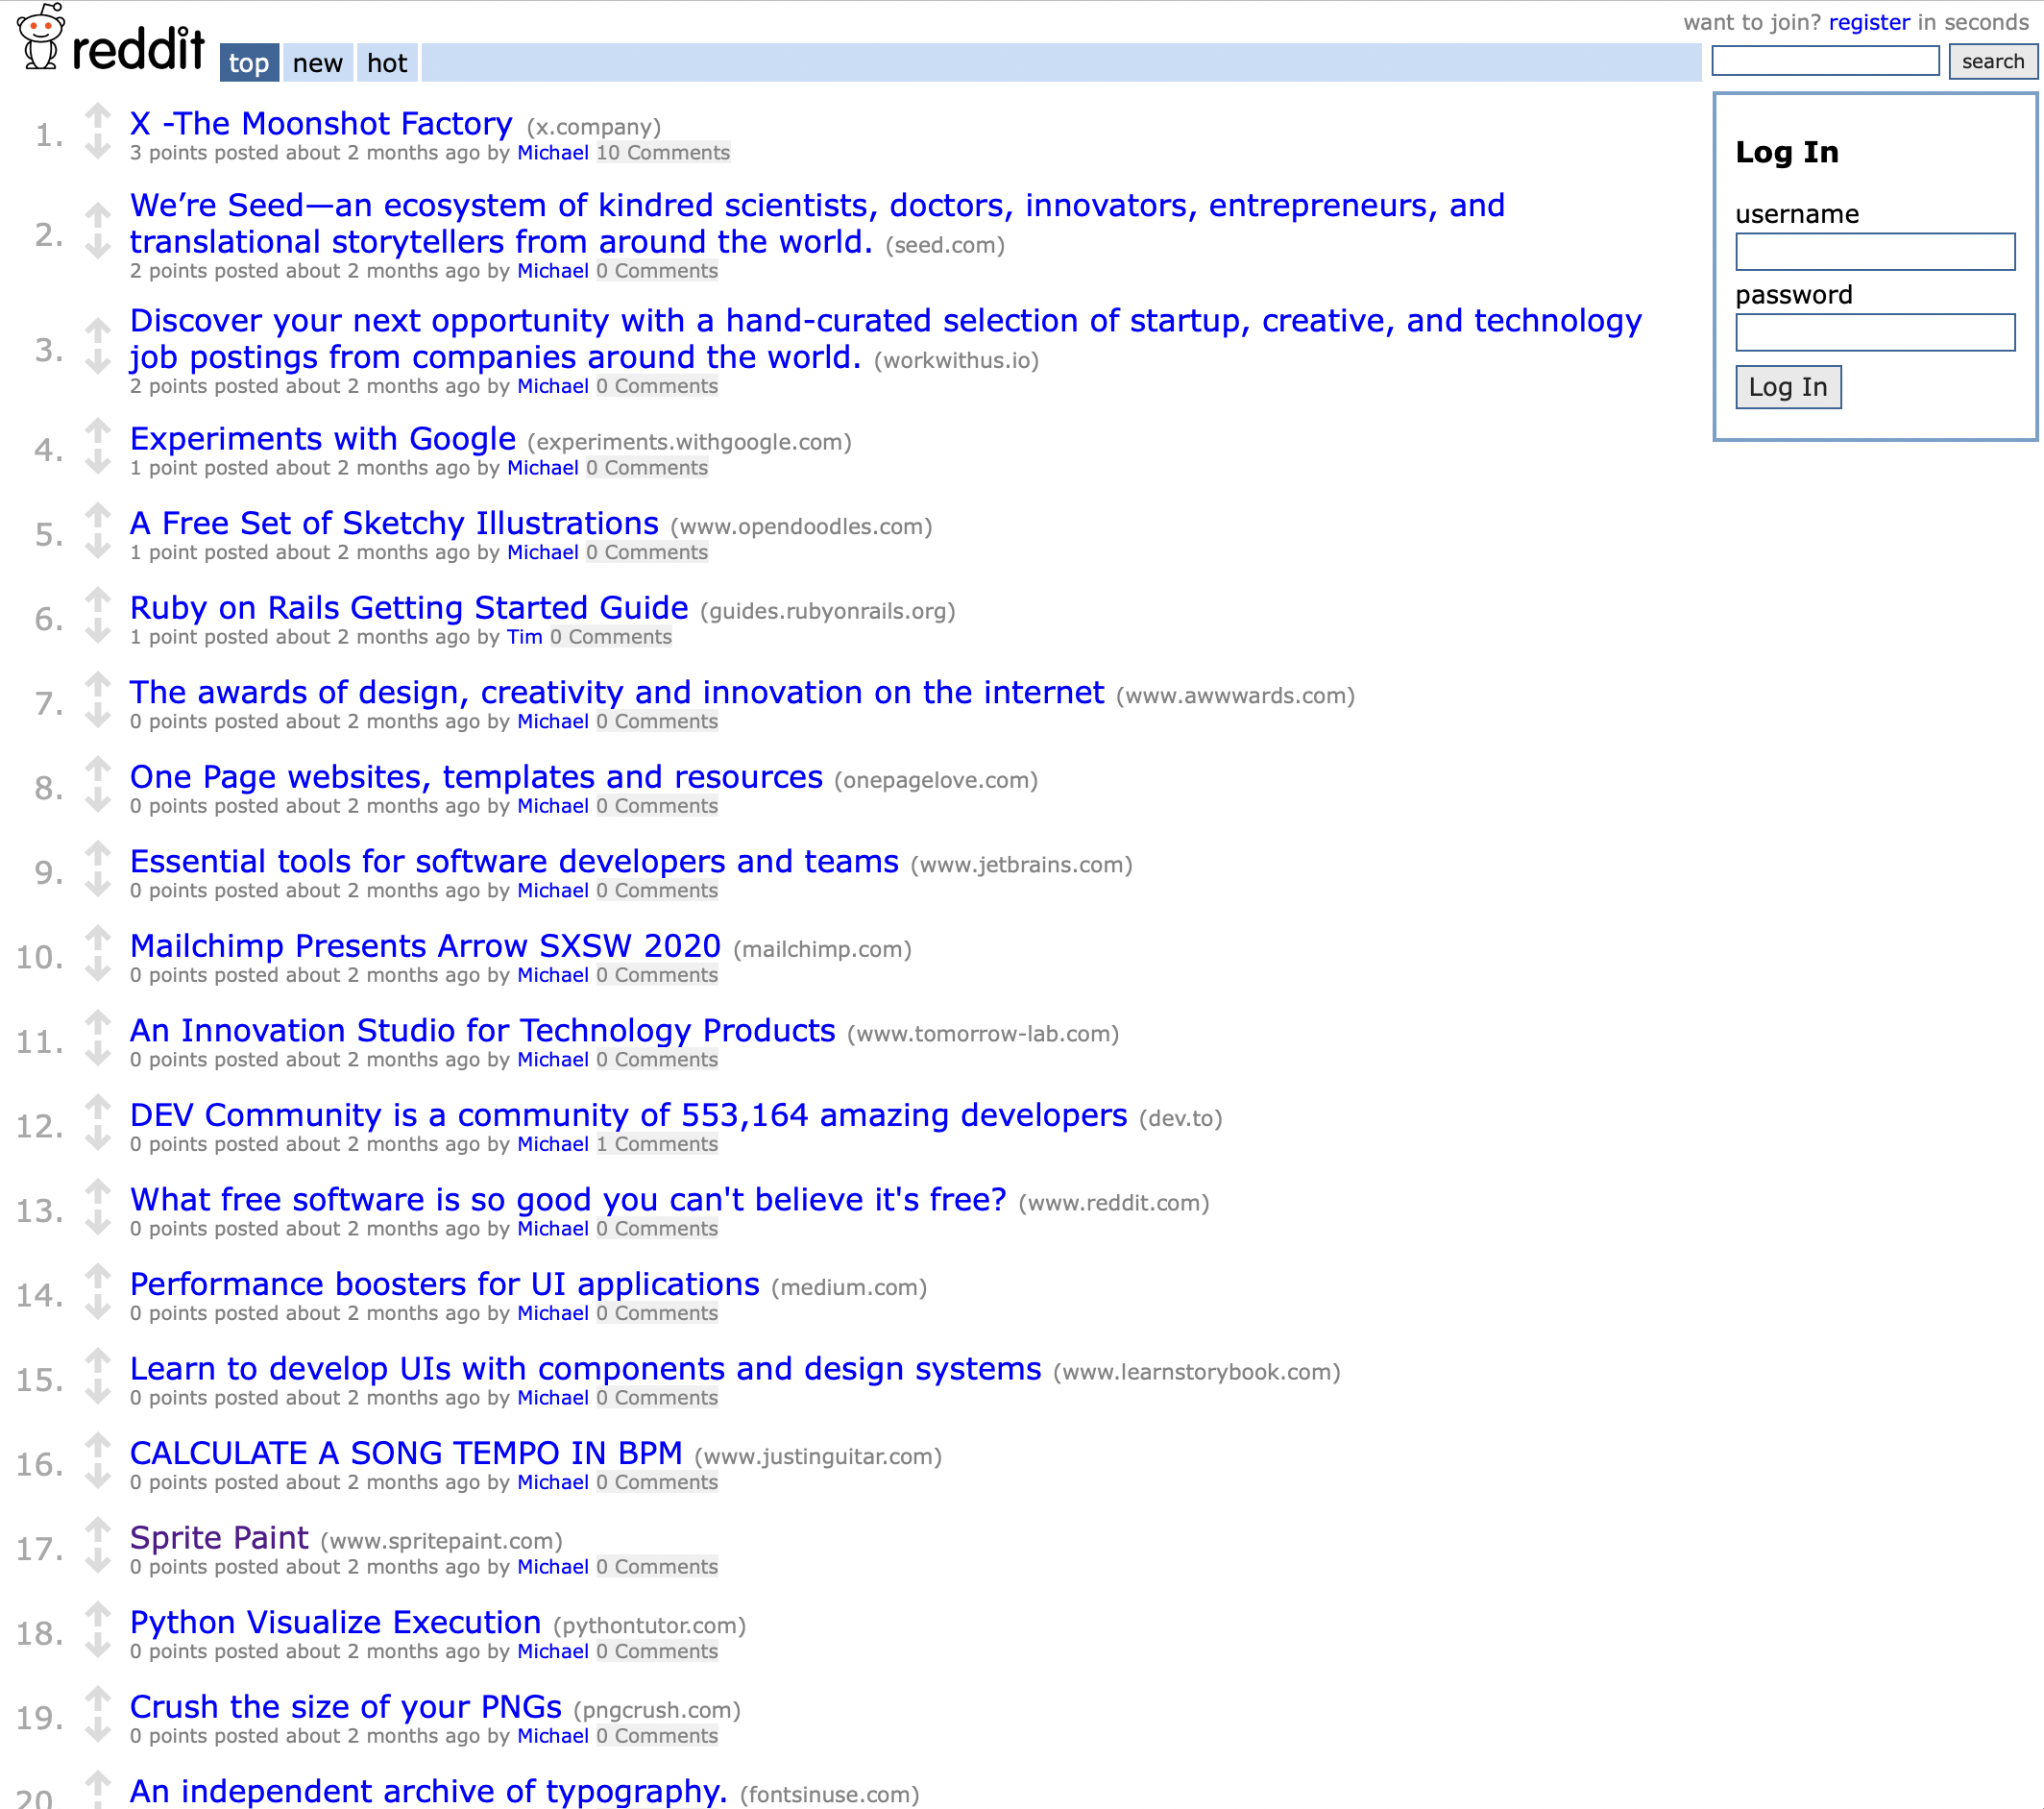 want to join? register in seconds
reddit
top new hot
search
1.
X -The Moonshot Factory (x.company)
3 points posted about 2 months ago by Michael 10 Comments
2.
We’re Seed—an ecosystem of kindred scientists, doctors, innovators, entrepreneurs, and
translational storytellers from around the world. (seed.com)
2 points posted about 2 months ago by Michael 0 Comments
3.
Discover your next opportunity with a hand-curated selection of startup, creative, and technology
job postings from companies around the world. (workwithus.io)
2 points posted about 2 months ago by Michael 0 Comments
4.
Experiments with Google (experiments.withgoogle.com)
1 point posted about 2 months ago by Michael 0 Comments
5.
A Free Set of Sketchy Illustrations (www.opendoodles.com)
1 point posted about 2 months ago by Michael 0 Comments
6.
Ruby on Rails Getting Started Guide (guides.rubyonrails.org)
1 point posted about 2 months ago by Tim 0 Comments
7.
The awards of design, creativity and innovation on the internet (www.awwwards.com)
0 points posted about 2 months ago by Michael 0 Comments
8.
One Page websites, templates and resources (onepagelove.com)
0 points posted about 2 months ago by Michael 0 Comments
9.
Essential tools for software developers and teams (www.jetbrains.com)
0 points posted about 2 months ago by Michael 0 Comments
10.
Mailchimp Presents Arrow SXSW 2020 (mailchimp.com)
0 points posted about 2 months ago by Michael 0 Comments
11.
An Innovation Studio for Technology Products (www.tomorrow-lab.com)
0 points posted about 2 months ago by Michael 0 Comments
12.
DEV Community is a community of 553,164 amazing developers (dev.to)
0 points posted about 2 months ago by Michael 1 Comments
13.
What free software is so good you can't believe it's free? (www.reddit.com)
0 points posted about 2 months ago by Michael 0 Comments
14.
Performance boosters for UI applications (medium.com)
0 points posted about 2 months ago by Michael 0 Comments
15.
Learn to develop UIs with components and design systems (www.learnstorybook.com)
0 points posted about 2 months ago by Michael 0 Comments
16.
CALCULATE A SONG TEMPO IN BPM (www.justinguitar.com)
0 points posted about 2 months ago by Michael 0 Comments
17.
Sprite Paint (www.spritepaint.com)
0 points posted about 2 months ago by Michael 0 Comments
18.
Python Visualize Execution (pythontutor.com)
0 points posted about 2 months ago by Michael 0 Comments
19.
Crush the size of your PNGs (pngcrush.com)
0 points posted about 2 months ago by Michael 0 Comments
20
An independent archive of typography. (fontsinuse.com)
Log In
username
password
Log In